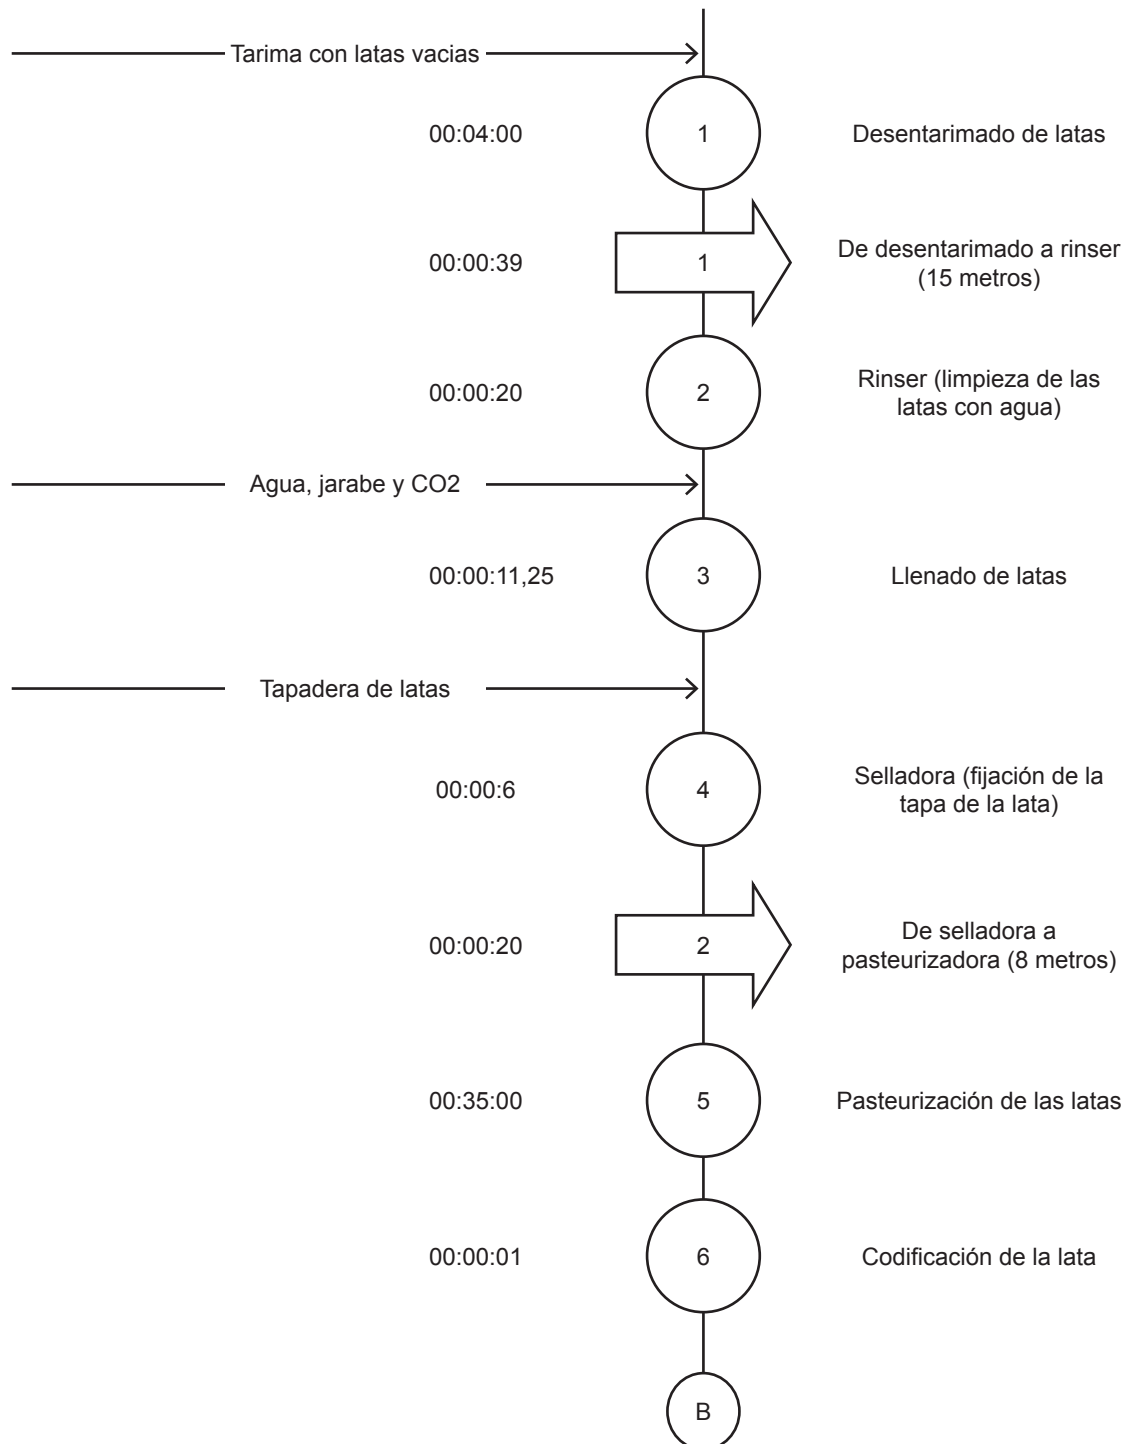 Tarima con latas vacias
00:04:00
1
Desentarimado de latas
00:00:39
1
De desentarimado a rinser
(15 metros)
00:00:20
2
Rinser (limpieza de las
latas con agua)
Agua, jarabe y CO2
00:00:11,25
3
Llenado de latas
Tapadera de latas
00:00:6
4
Selladora (fijación de la
tapa de la lata)
00:00:20
2
De selladora a
pasteurizadora (8 metros)
00:35:00
5
Pasteurización de las latas
00:00:01
6
Codificación de la lata
B